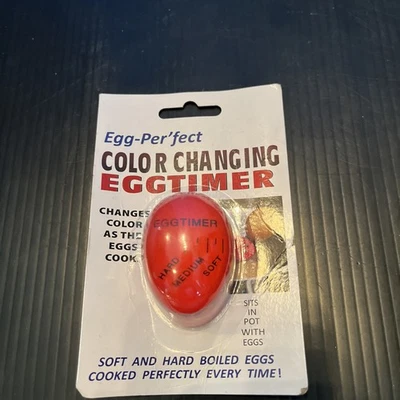 Egg-Per'fect
COLOR CHANGING
EGGTIMER
CHANGES
COLOR
AS THE
EGGS
COOK
EGGTIMER
HARD
MEDIUM
SOFT
SITS
IN
POT
WITH
EGGS
SOFT AND HARD BOILED EGGS
COOKED PERFECTLY EVERY TIME!